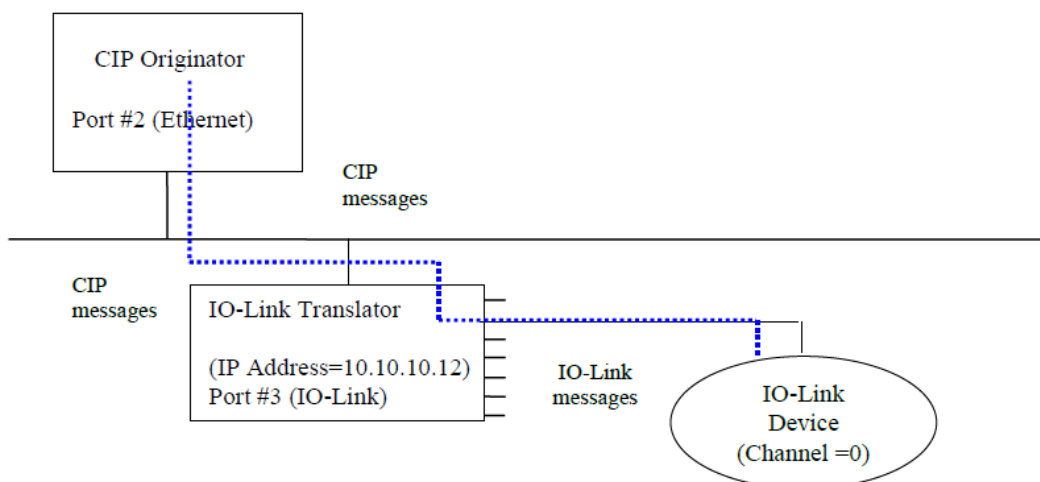 CIP Originator
Port #2 (Ethernet)
CIP
messages
CIP
messages
IO-Link Translator
(IP Address=10.10.10.12)
Port #3 (IO-Link)
IO-Link
messages
IO-Link
Device
(Channel =0)